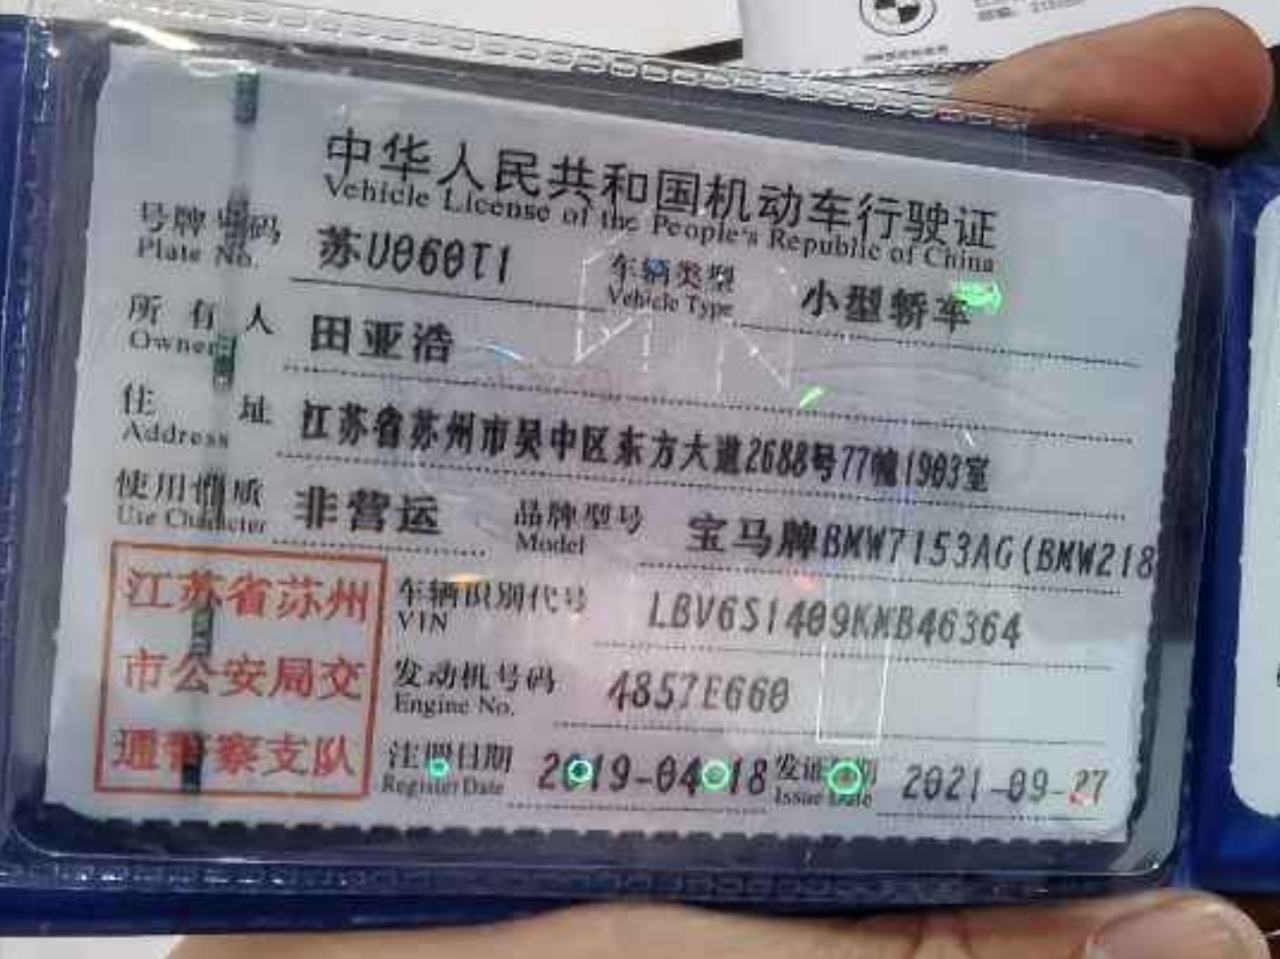 中华人民共和国机动车行驶证
Vehicle License of the People's Republic of China
号牌号码 苏U060T1 车辆类型 小型轿车
Plate No. Vehicle Type
所有人 田亚浩
Owner
住址 江苏省苏州市吴中区东方大道2688号77幢1903室
Address
使用性质 非营运 品牌型号 宝马牌BMW7153AG(BMW218
Use Character Model
江苏省苏州
市公安局交
通警察支队
车辆识别代号 LBV6S1409KMB46364
VIN
发动机号码 4857E660
Engine No.
注册日期 2019-04-18 发证日期 2021-09-27
Register Date Issue Date